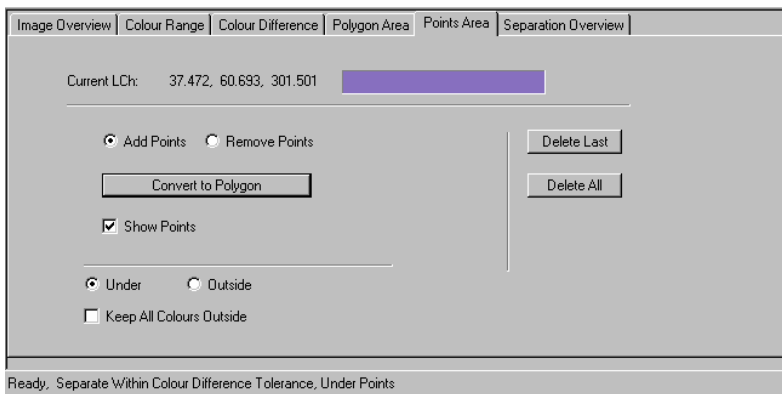 Image Overview Colour Range Colour Difference Polygon Area Points Area Separation Overview
Current LCh: 37.472, 60.693, 301.501
Add Points Remove Points Delete Last
Convert to Polygon Delete All
Show Points
Under Outside
Keep All Colours Outside
Ready, Separate Within Colour Difference Tolerance, Under Points